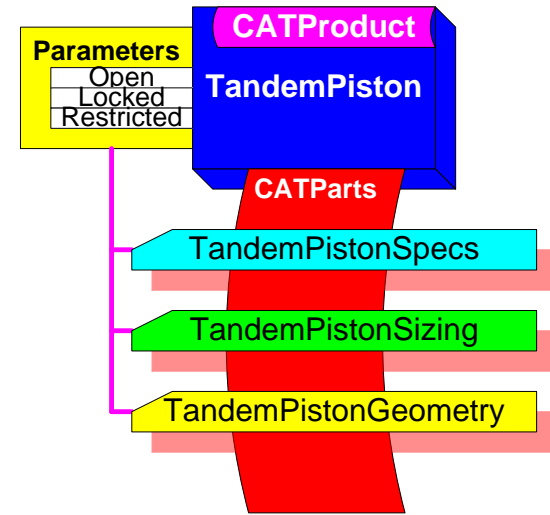 CATProduct
Parameters
Open
Locked
Restricted
TandemPiston
CATParts
TandemPistonSpecs
TandemPistonSizing
TandemPistonGeometry